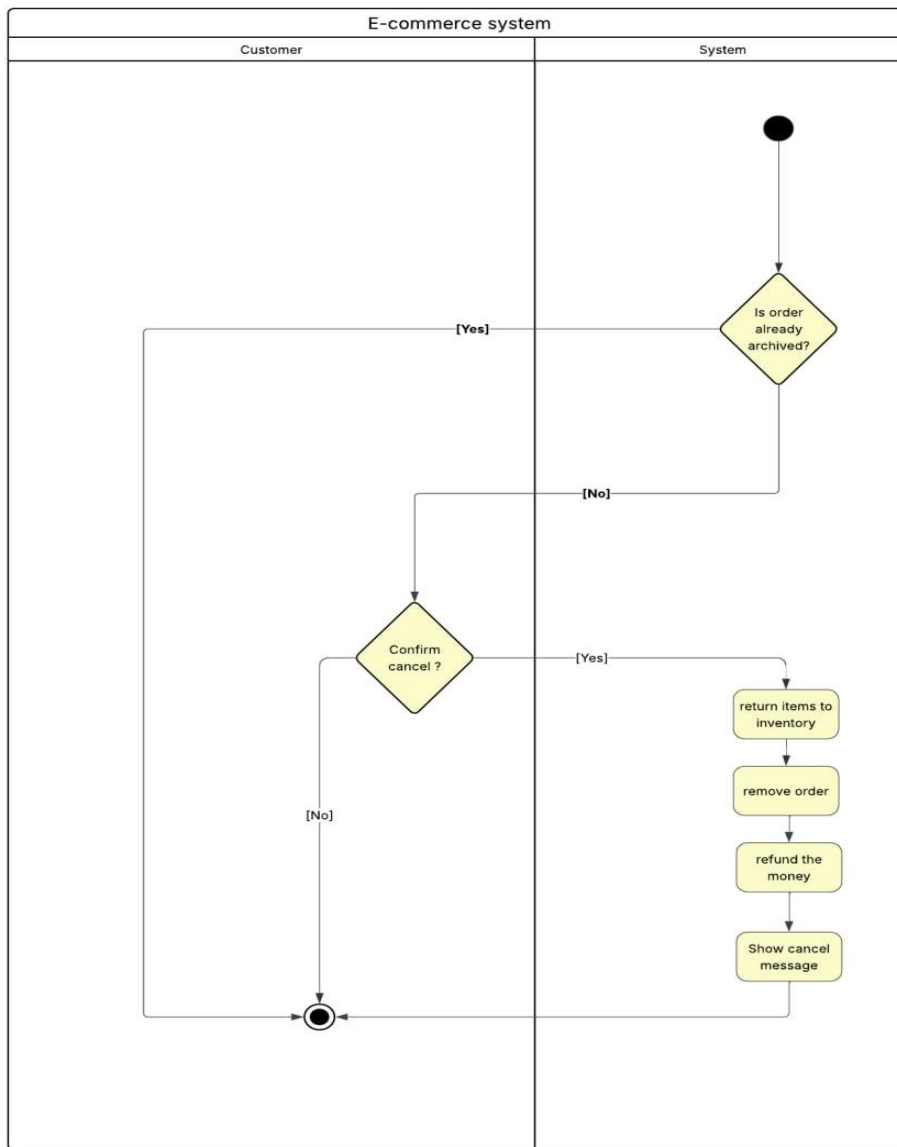 E-commerce system
Customer
System
Is order
already
archived?
[Yes]
[No]
Confirm
cancel ?
[Yes]
return items to
inventory
remove order
[No]
refund the
money
Show cancel
message